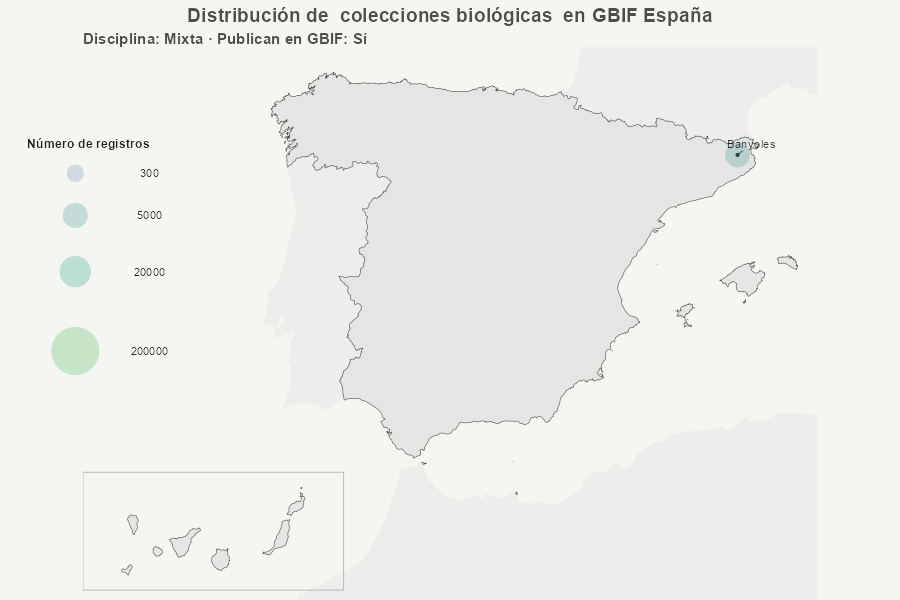 Distribución de colecciones biológicas en GBIF España
Disciplina: Mixta · Publican en GBIF: Sí
Número de registros
300
5000
20000
200000
Banyoles